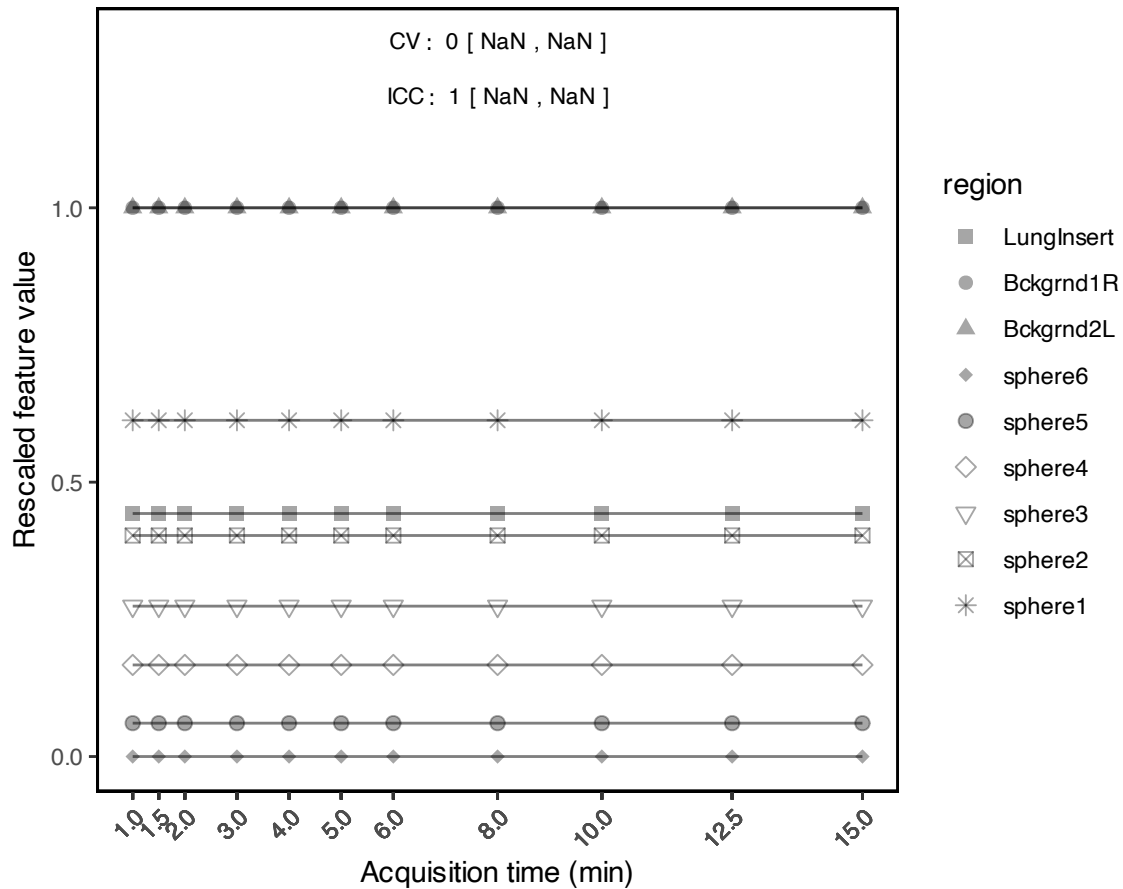 CV: 0 [ NaN , NaN ]
ICC: 1 [ NaN , NaN ]
Rescaled feature value
1.0
0.5
0.0
1.0 1.5 2.0 3.0 4.0 5.0 6.0 8.0 10.0 12.5 15.0
Acquisition time (min)
region
LungInsert
Bckgrnd1R
Bckgrnd2L
sphere6
sphere5
sphere4
sphere3
sphere2
sphere1